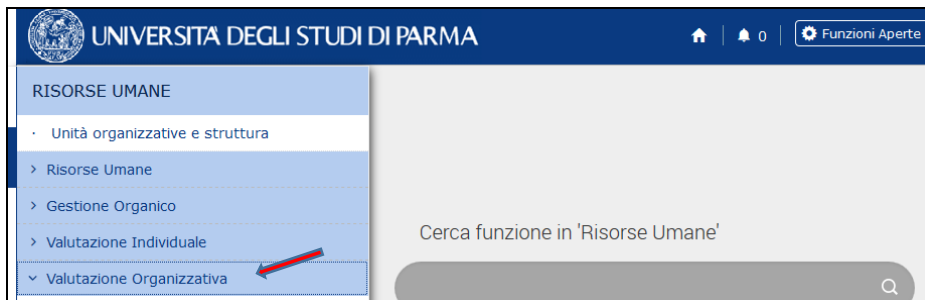 UNIVERSITA' DEGLI STUDI DI PARMA
0
Funzioni Aperte
RISORSE UMANE
Unità organizzative e struttura
Risorse Umane
Gestione Organico
Valutazione Individuale
Valutazione Organizzativa
Cerca funzione in 'Risorse Umane'